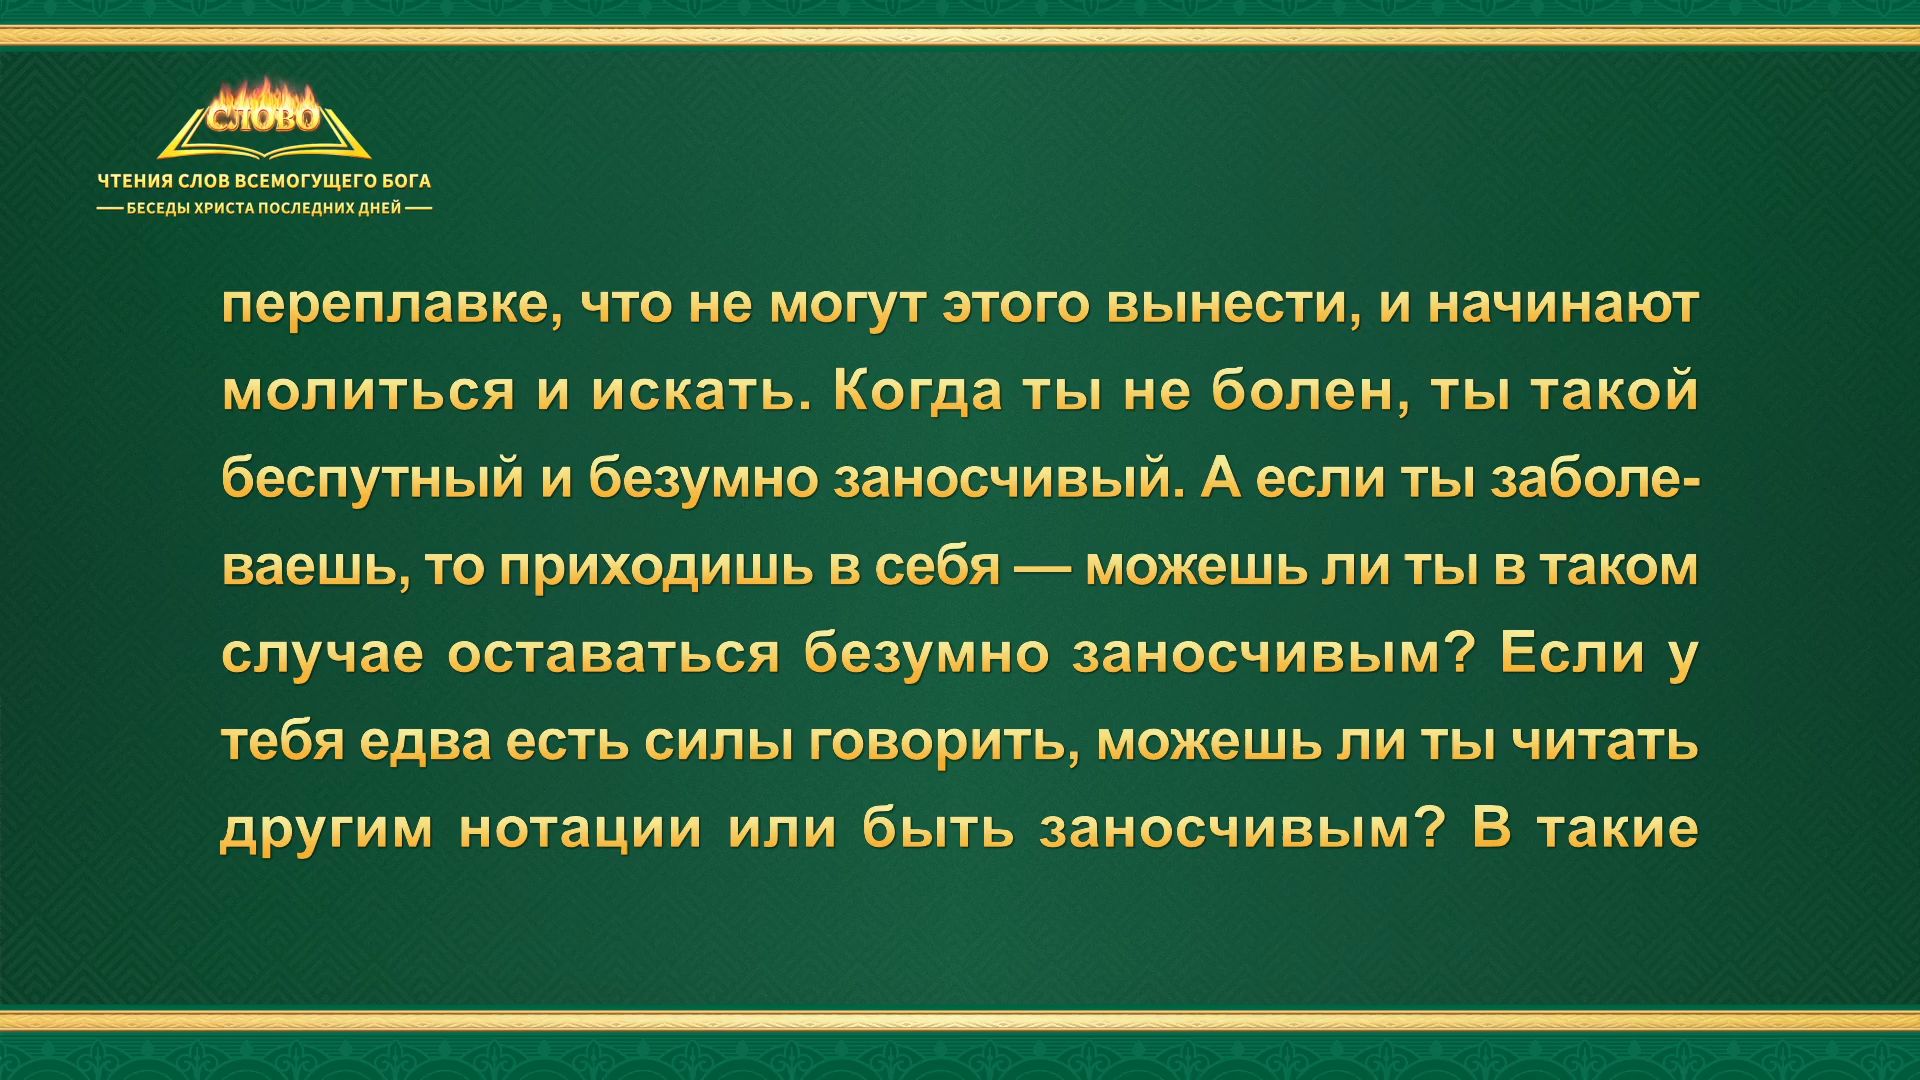 СЛОВО
ЧТЕНИЯ СЛОВ ВСЕМОГУЩЕГО БОГА
БЕСЕДЫ ХРИСТА ПОСЛЕДНИХ ДНЕЙ
переплавке, что не могут этого вынести, и начинают
молиться и искать. Когда ты не болен, ты такой
беспутный и безумно заносчивый. А если ты заболе-
ваешь, то приходишь в себя — можешь ли ты в таком
случае оставаться безумно заносчивым? Если у
тебя едва есть силы говорить, можешь ли ты читать
другим нотации или быть заносчивым? В такие